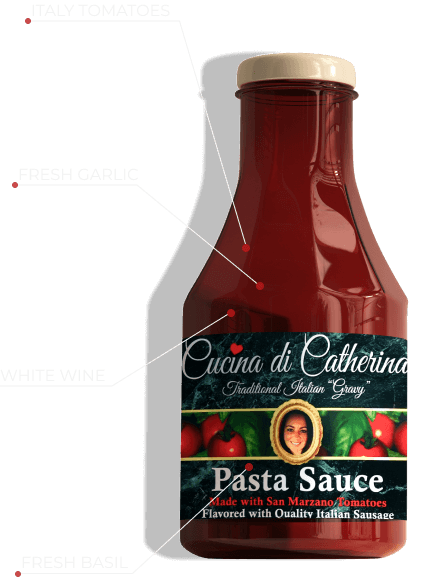 ITALY TOMATOES
FRESH GARLIC
WHITE WINE
FRESH BASIL
Cucina di Catherina
Traditional Italian "Gravy"
Pasta Sauce
Made with San Marzano Tomatoes
Flavored with Quality Italian Sausage